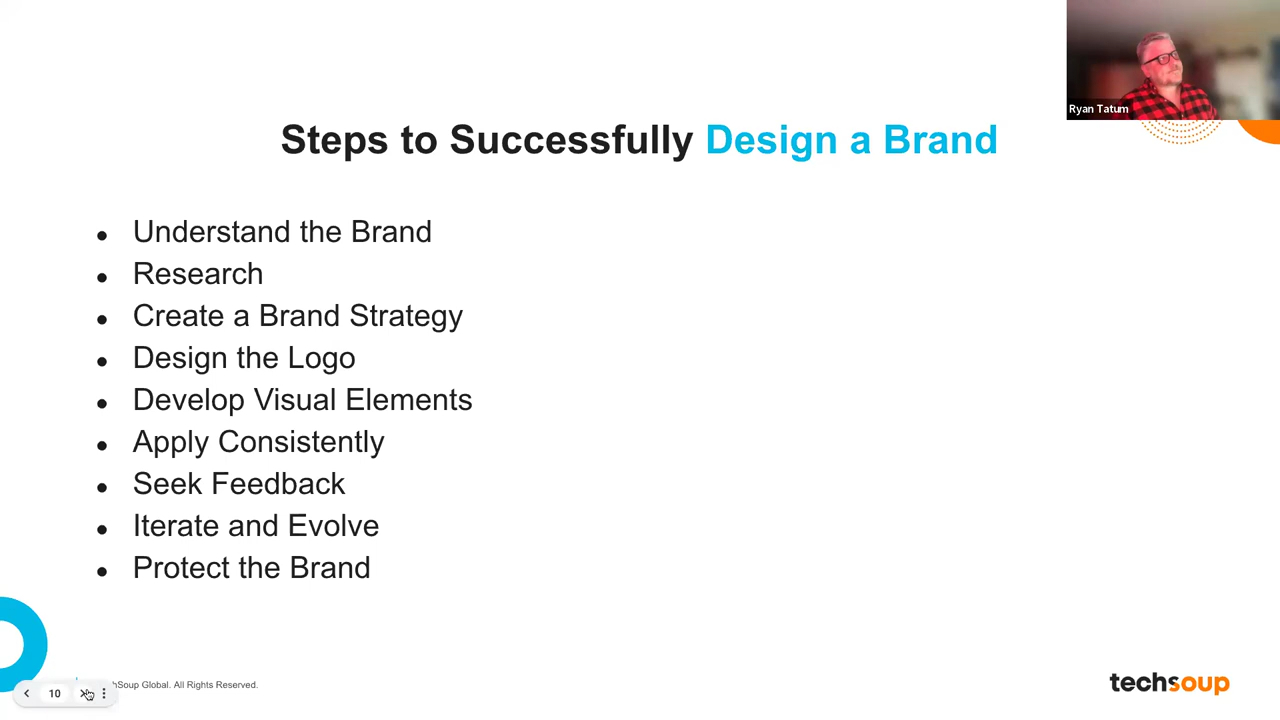 Ryan Tatum
Steps to Successfully Design a Brand
Understand the Brand
Research
Create a Brand Strategy
Design the Logo
Develop Visual Elements
Apply Consistently
Seek Feedback
Iterate and Evolve
Protect the Brand
10
Global. All Rights Reserved.
techsoup